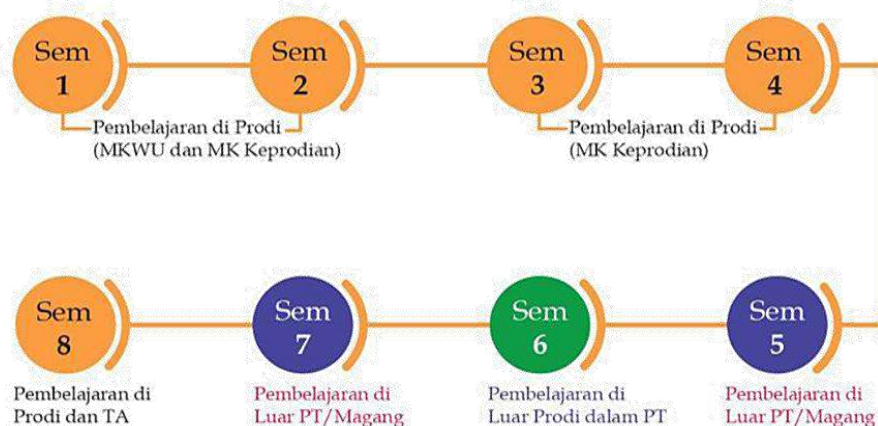 Sem
1
Sem
2
Sem
3
Sem
4
Pembelajaran di Prodi
(MKWU dan MK Keprodian)
Pembelajaran di Prodi
(MK Keprodian)
Sem
8
Sem
7
Sem
6
Sem
5
Pembelajaran di
Prodi dan TA
Pembelajaran di
Luar PT/Magang
Pembelajaran di
Luar Prodi dalam PT
Pembelajaran di
Luar PT/Magang